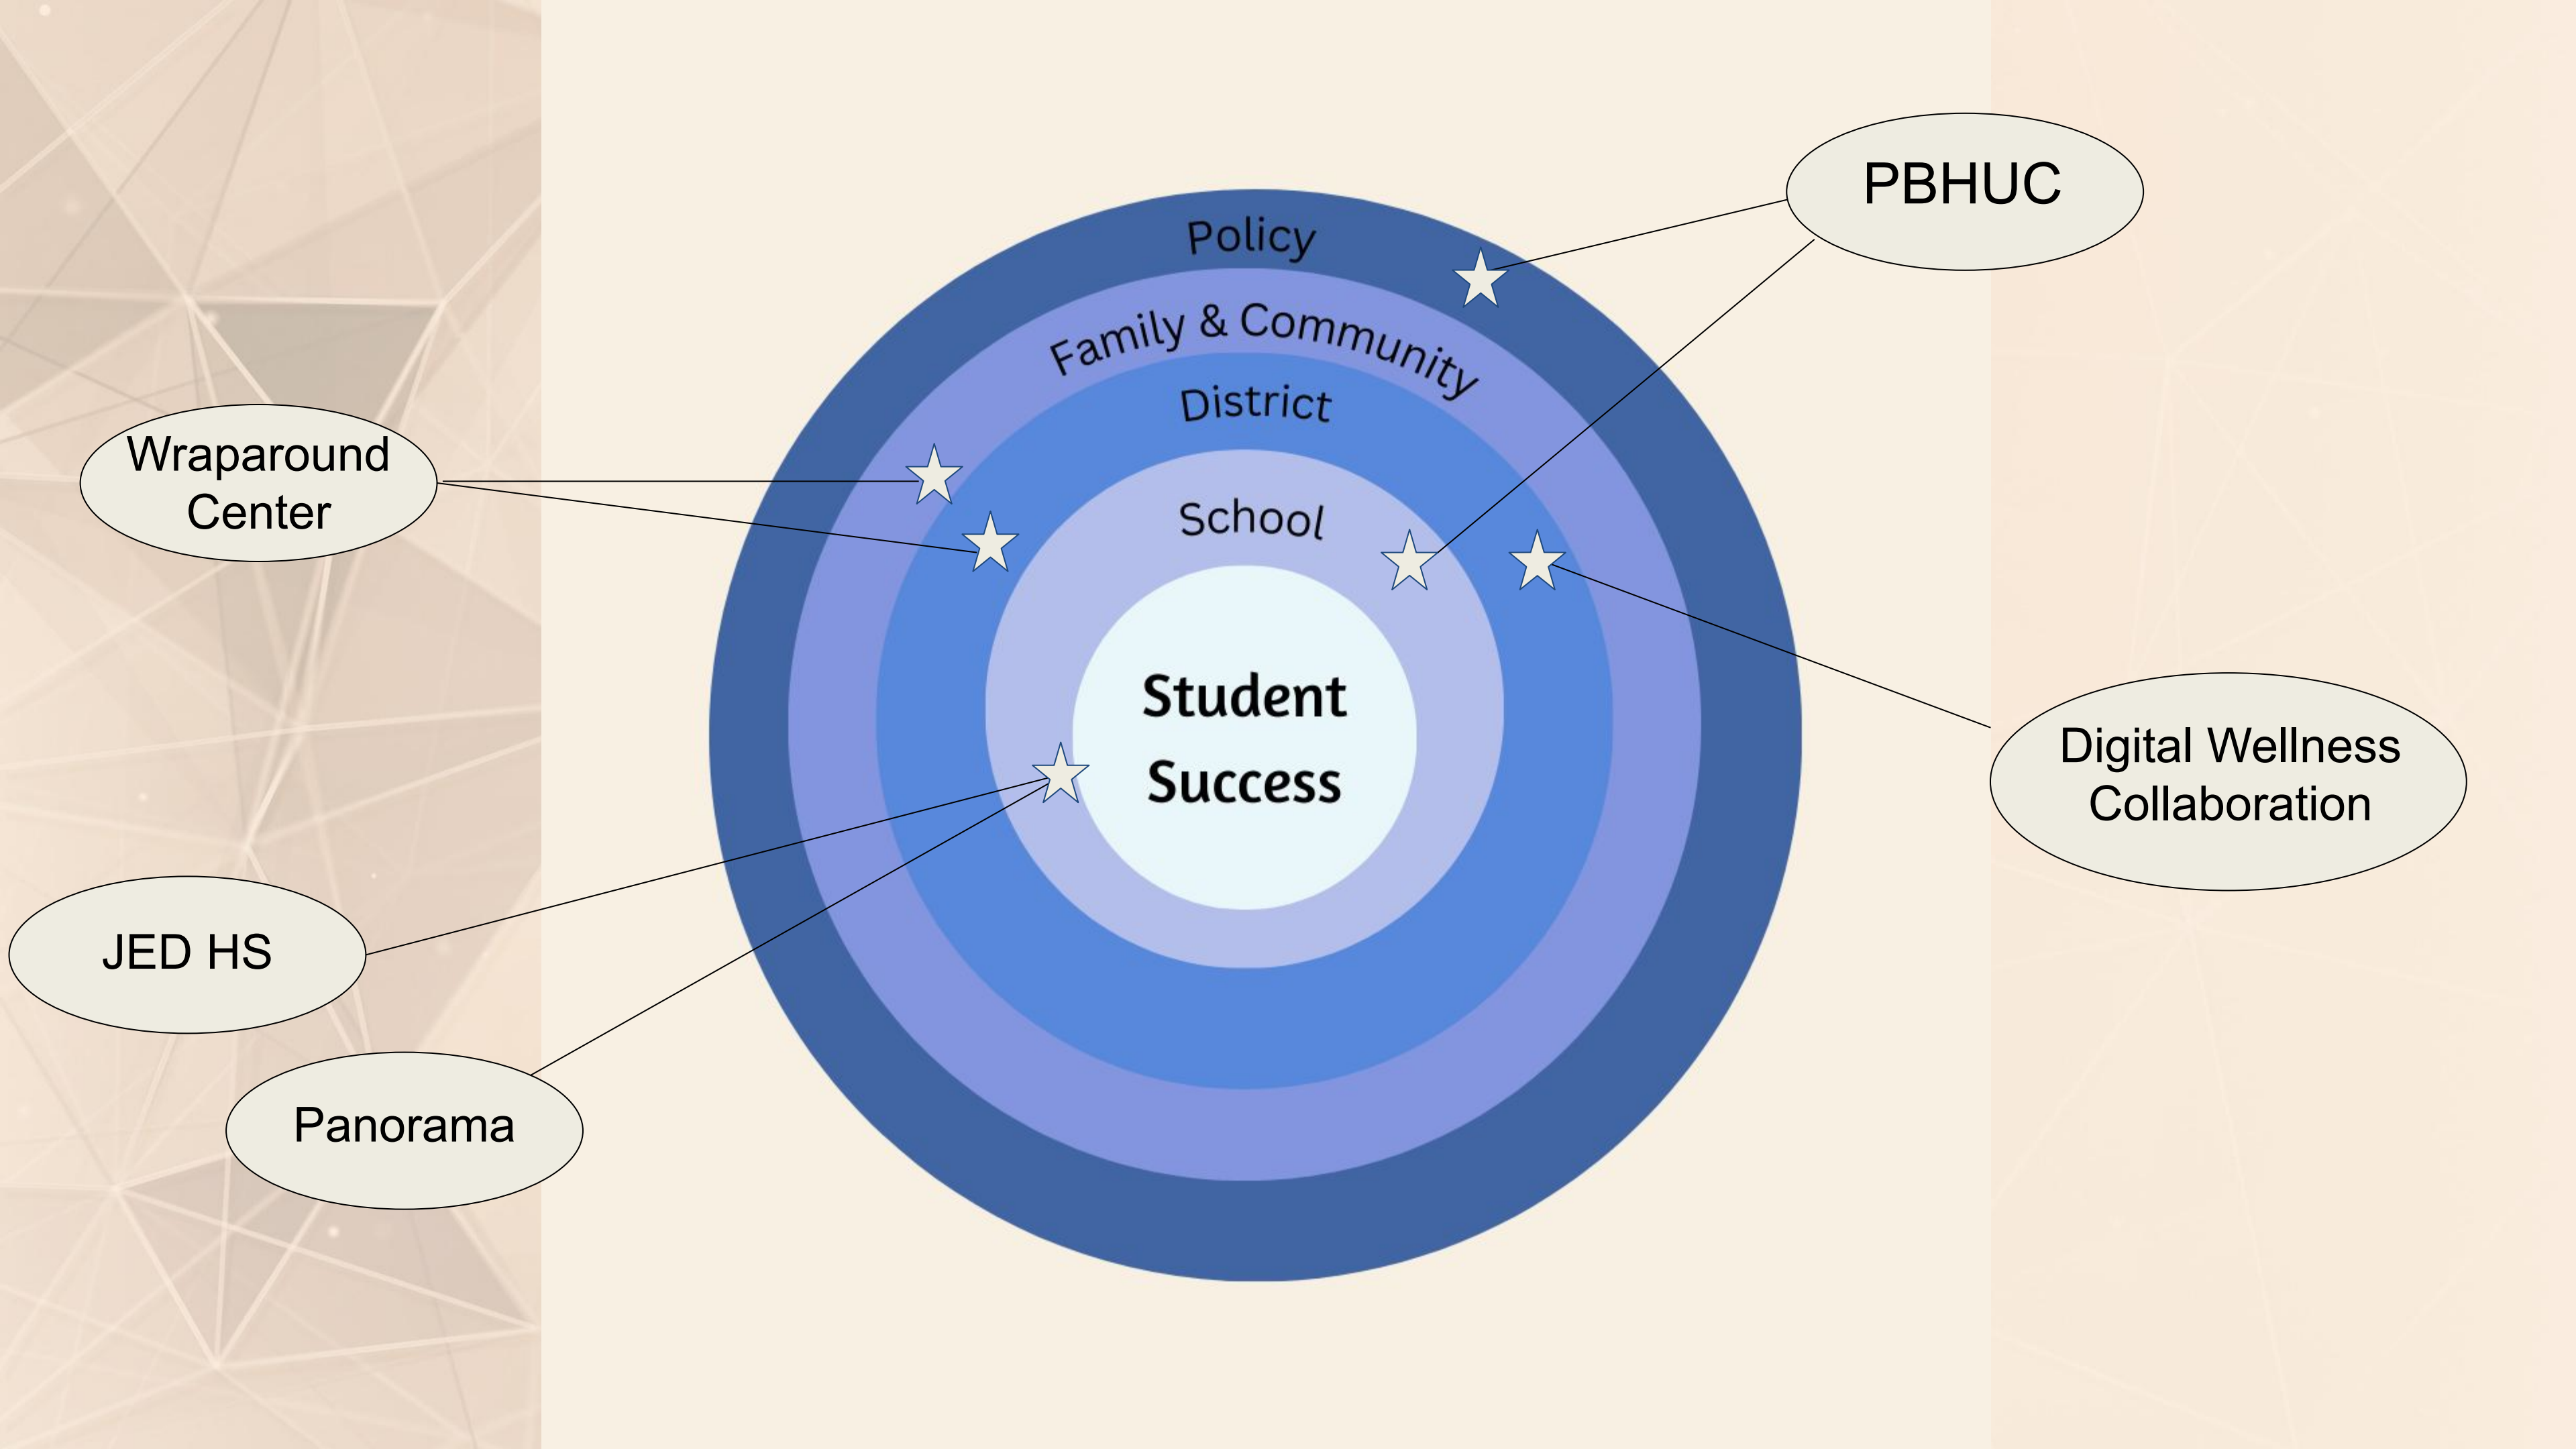 PBHUC
Policy
Family & Community
District
Wraparound
Center
School
Student
Success
Digital Wellness
Collaboration
JED HS
Panorama